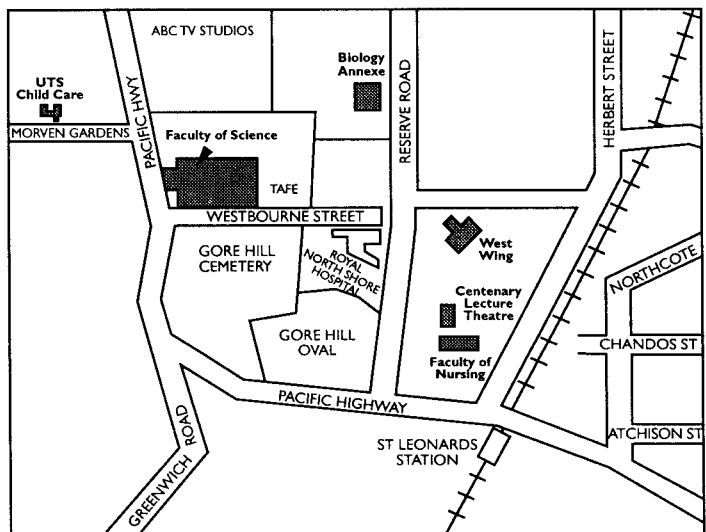 ABC TV STUDIOS
UTS
Child Care
MORVEN GARDENS
PACIFIC HWY
Biology
Annexe
RESERVE ROAD
HERBERT STREET
Faculty of Science
TAFE
WESTBOURNE STREET
GORE HILL
CEMETERY
ROYAL
NORTH SHORE
HOSPITAL
West
Wing
NORTHCOTE
Centenary
Lecture
Theatre
GORE HILL
OVAL
CHANDOS ST
Faculty of
Nursing
PACIFIC HIGHWAY
GREENWICH ROAD
ST LEONARDS
STATION
ATCHISON ST